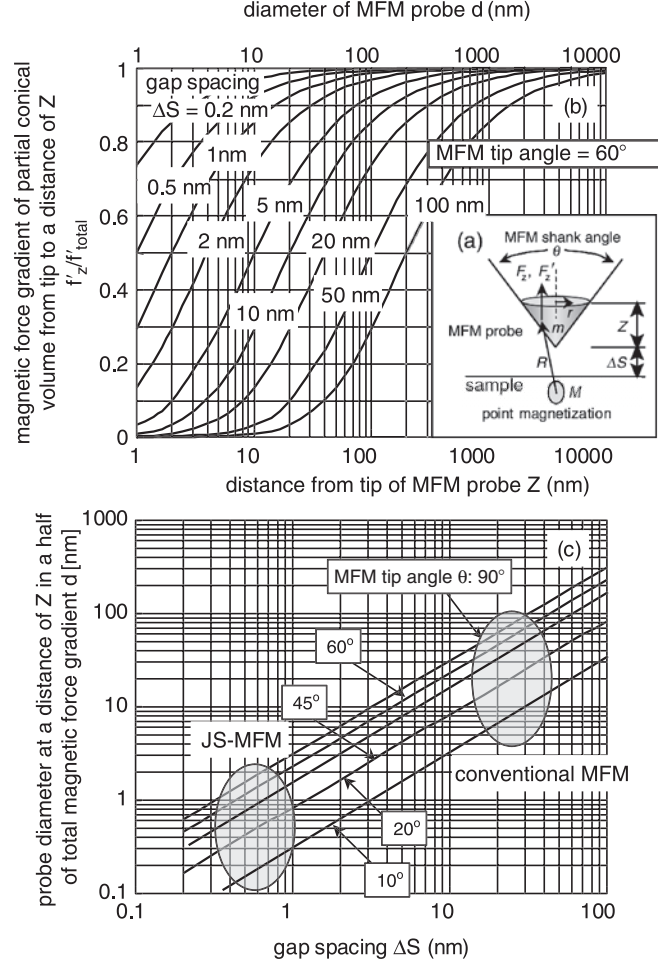 diameter of MFM probe d (nm)
1 10 100 1000 10000
magnetic force gradient of partial conical
volume from tip to a distance of Z
f'z/f'total
1
0.8
0.6
0.4
0.2
0
gap spacing
ΔS = 0.2 nm
(b)
MFM tip angle = 60°
1nm
0.5 nm
5 nm
100 nm
2 nm
20 nm
10 nm
50 nm
(a)
MFM shank angle
θ
Fz, Fz'
r
m
MFM probe
Z
R
ΔS
sample
M
point magnetization
1 10 100 1000 10000
distance from tip of MFM probe Z (nm)
probe diameter at a distance of Z in a half
of total magnetic force gradient d [nm]
1000
100
10
1
0.1
(c)
MFM tip angle θ: 90°
60°
45°
JS-MFM
conventional MFM
20°
10°
0.1 1 10 100
gap spacing ΔS (nm)